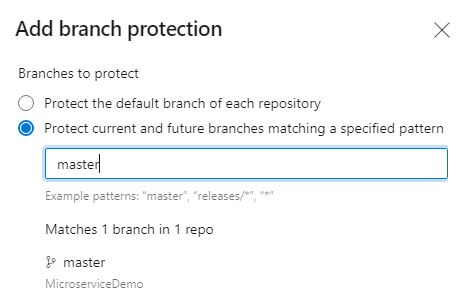 Add branch protection
Branches to protect
Protect the default branch of each repository
Protect current and future branches matching a specified pattern
master
Example patterns: "master", "releases/*", "*"
Matches 1 branch in 1 repo
master
MicroserviceDemo